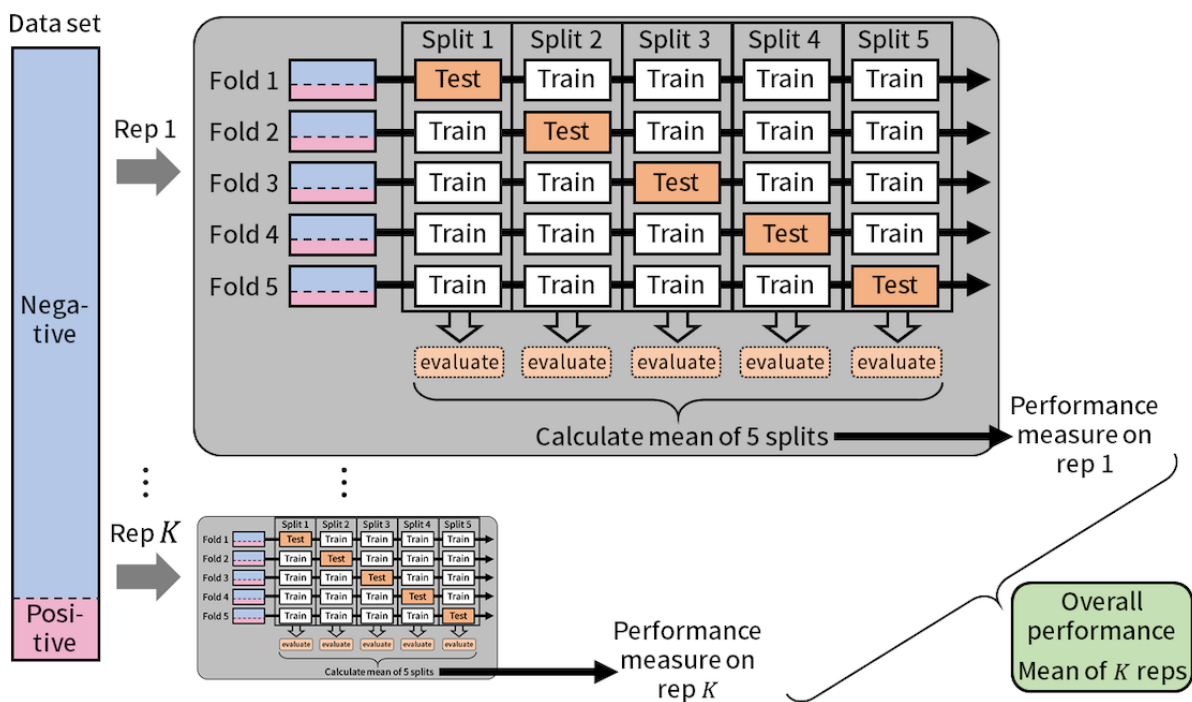 Data set
Split 1 Split 2 Split 3 Split 4 Split 5
Fold 1 Test Train Train Train Train
Rep 1
Fold 2 Train Test Train Train Train
Fold 3 Train Train Test Train Train
Fold 4 Train Train Train Test Train
Fold 5 Train Train Train Train Test
Nega-
tive
evaluate evaluate evaluate evaluate evaluate
Calculate mean of 5 splits
Performance
measure on
rep 1
Rep K
Split 1 Split 2 Split 3 Split 4 Split 5
Fold 1 Test Train Train Train Train
Fold 2 Train Test Train Train Train
Fold 3 Train Train Test Train Train
Fold 4 Train Train Train Test Train
Fold 5 Train Train Train Train Test
evaluate evaluate evaluate evaluate evaluate
Calculate mean of 5 splits
Posi-
tive
Performance
measure on
rep K
Overall
performance
Mean of K reps